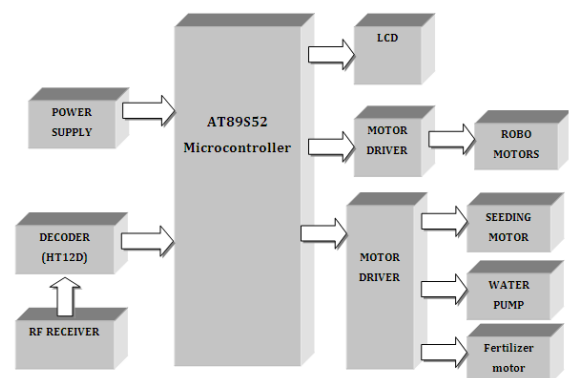 LCD
POWER
SUPPLY
AT89S52
Microcontroller
MOTOR
DRIVER
ROBO
MOTORS
DECODER
(HT12D)
MOTOR
DRIVER
SEEDING
MOTOR
WATER
PUMP
RF RECEIVER
Fertilizer
motor